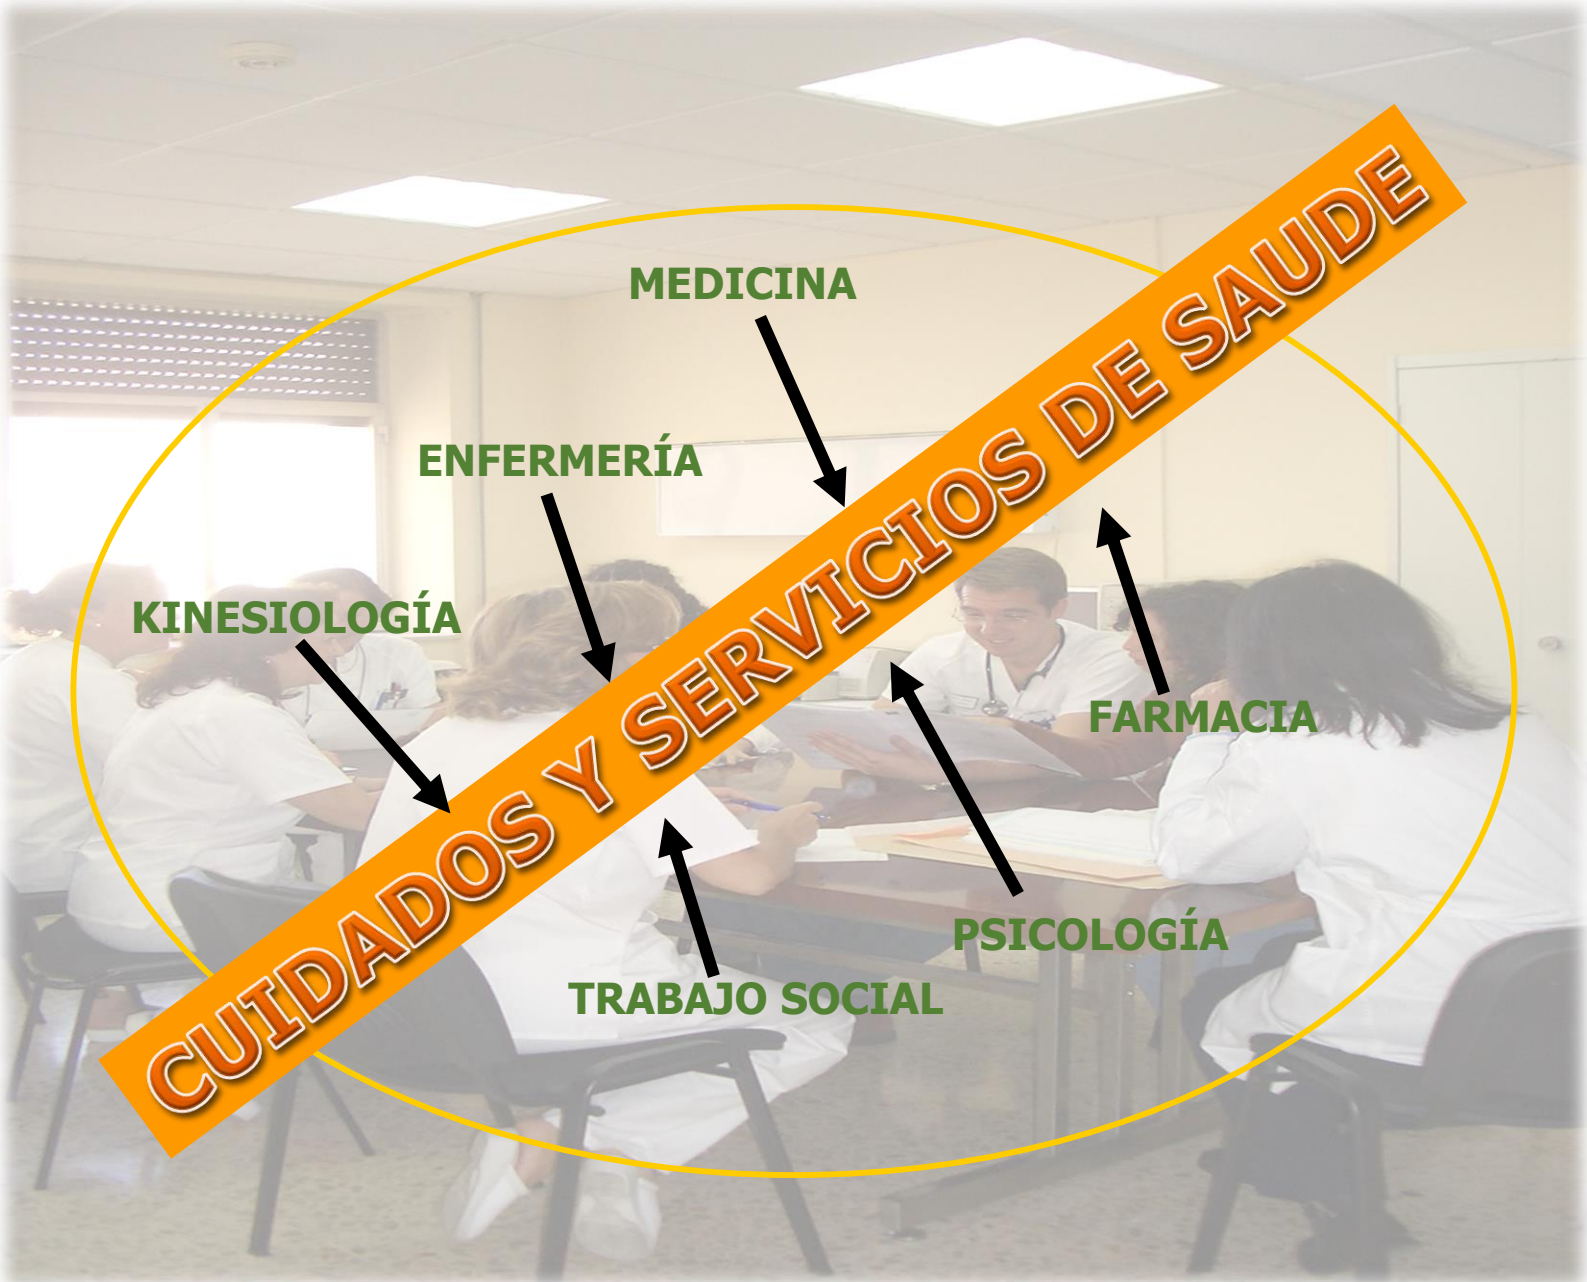 MEDICINA
ENFERMERÍA
KINESIOLOGÍA
CUIDADOS Y SERVICIOS DE SAUDE
FARMACIA
PSICOLOGÍA
TRABAJO SOCIAL